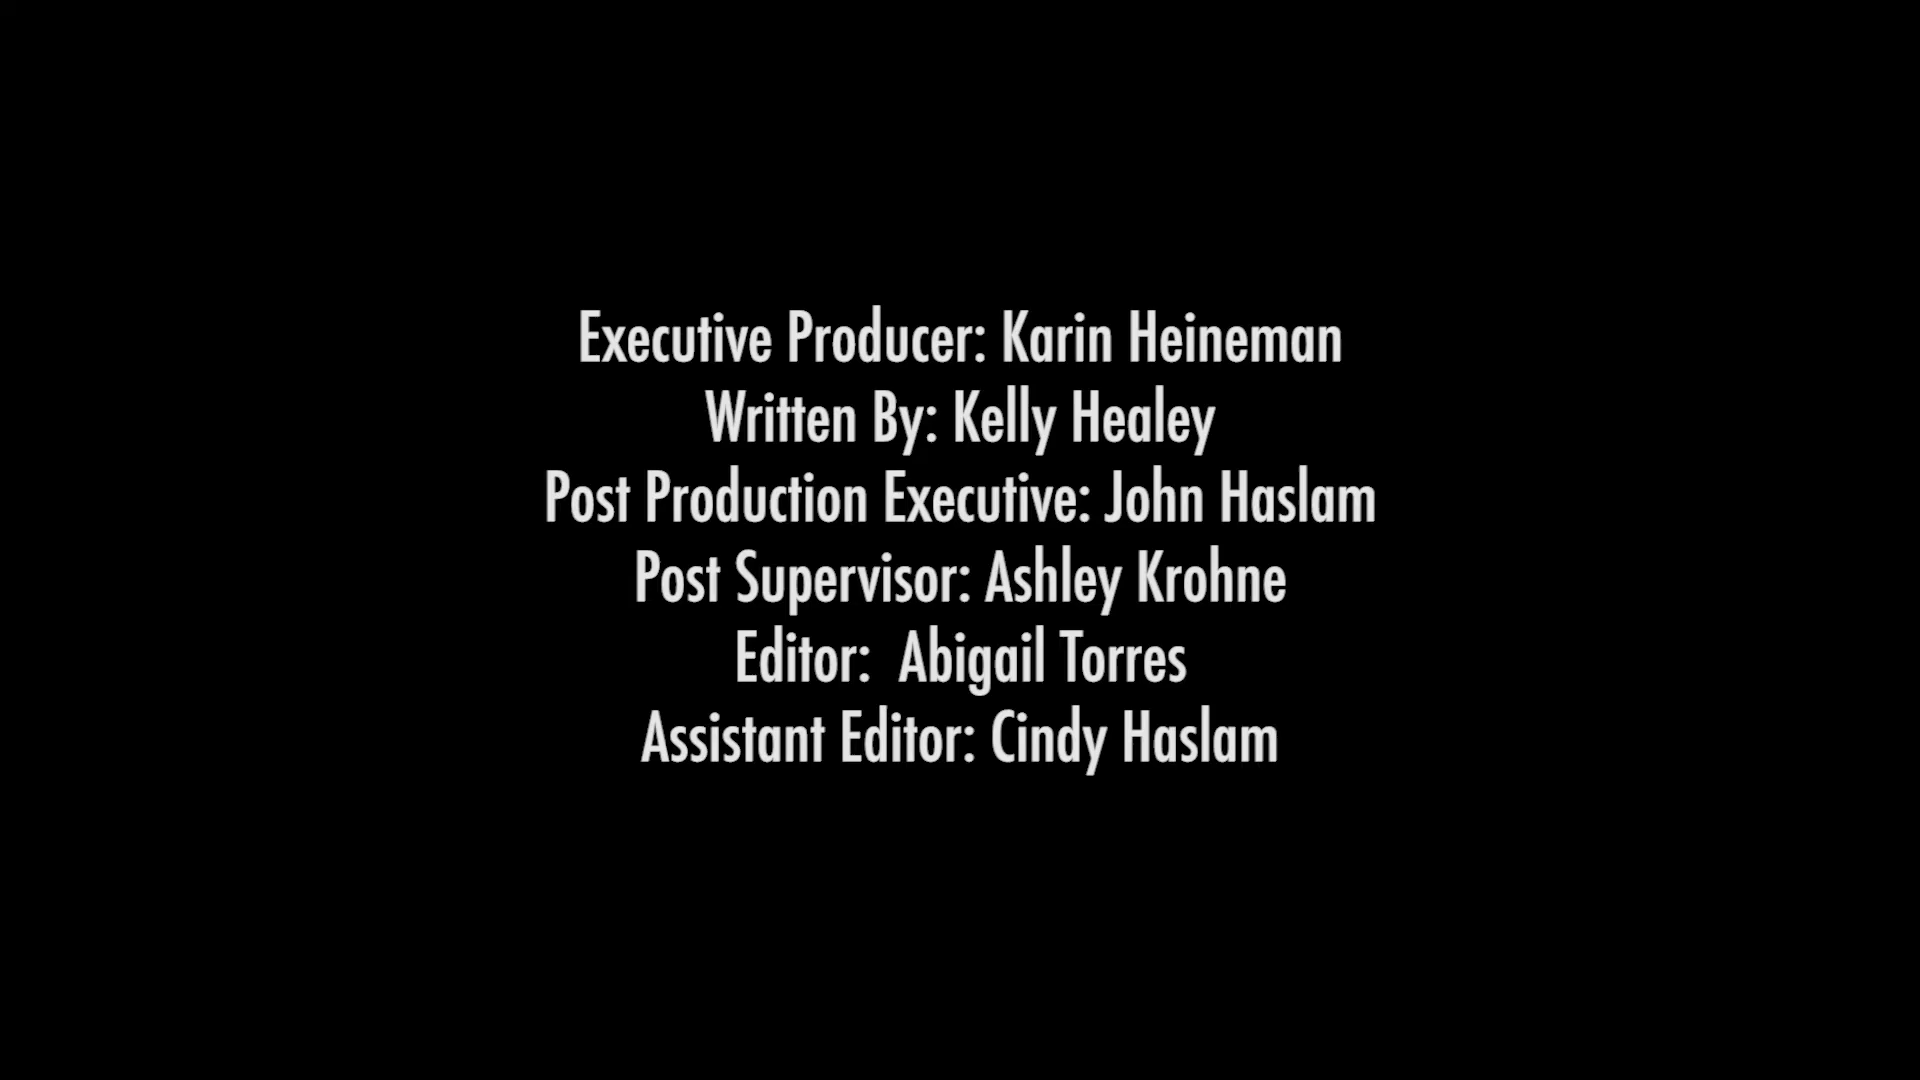 Executive Producer: Karin Heineman
Written By: Kelly Healey
Post Production Executive: John Haslam
Post Supervisor: Ashley Krohne
Editor:  Abigail Torres
Assistant Editor: Cindy Haslam